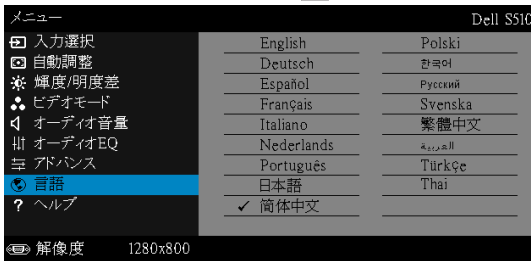 メニュー
Dell S510
入力選択
自動調整
輝度/明度差
ビデオモード
オーディオ音量
オーディオEQ
アドバンス
言語
? ヘルプ
English
Deutsch
Español
Français
Italiano
Nederlands
Português
日本語
✓ 简体中文
Polski
한국어
Русский
Svenska
繁體中文
العربية
Türkçe
Thai
解像度 1280x800